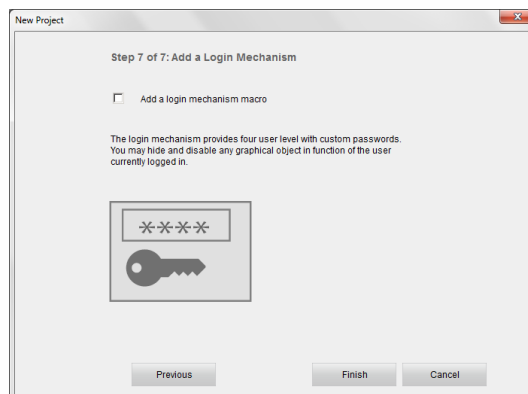 New Project
Step 7 of 7: Add a Login Mechanism
Add a login mechanism macro
The login mechanism provides four user level with custom passwords.
You may hide and disable any graphical object in function of the user
currently logged in.
****
Previous
Finish
Cancel